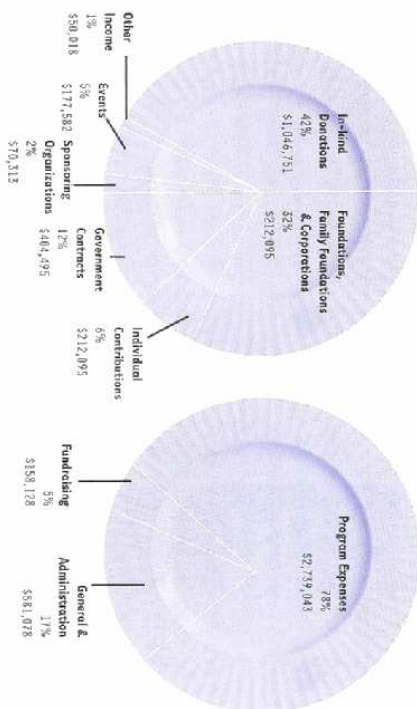 In-kind
Donations
42%
$1,046,751
Foundations,
Family Foundations
& Corporations
32%
$212,095
Individual
Contributions
6%
$212,095
Government
Contracts
12%
$404,495
Sponsoring
Organizations
2%
$70,313
Events
5%
$177,582
Other
Income
1%
$50,018
Program Expenses
78%
$2,739,043
Fundraising
5%
$158,128
General &
Administration
17%
$581,078